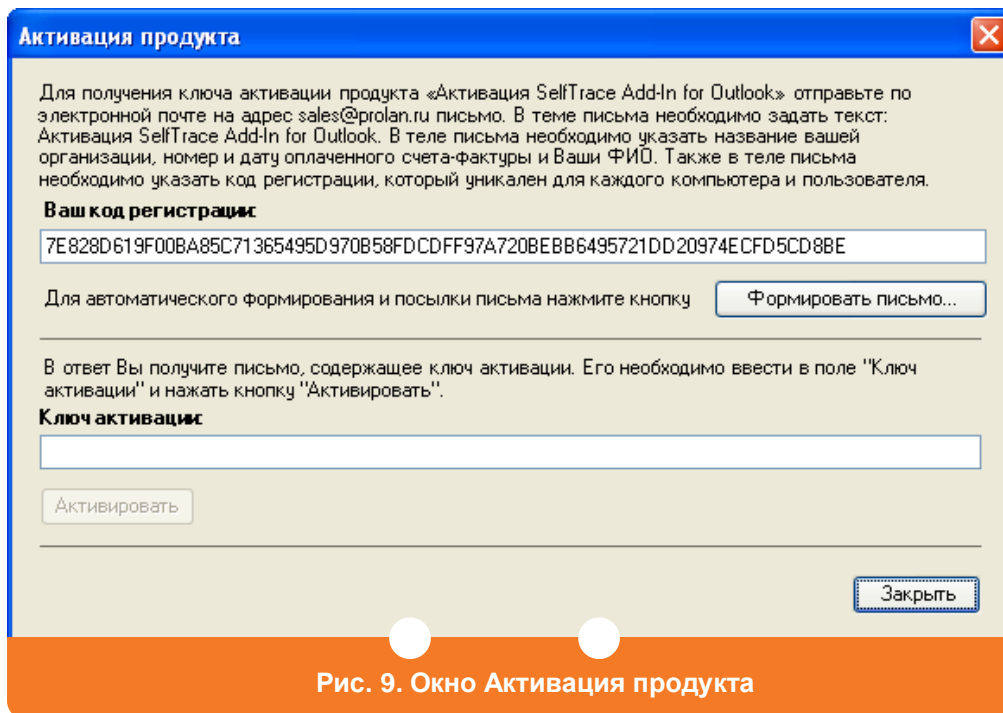 Активация продукта
Для получения ключа активации продукта «Активация SelfTrace Add-In for Outlook» отправьте по
электронной почте на адрес sales@prolan.ru письмо. В теме письма необходимо задать текст:
Активация SelfTrace Add-In for Outlook. В теле письма необходимо указать название вашей
организации, номер и дату оплаченного счета-фактуры и Ваши ФИО. Также в теле письма
необходимо указать код регистрации, который уникален для каждого компьютера и пользователя.
Ваш код регистрации:
7E828D619F00BA85C71365495D970B58FDCDFF97A720BEBB6495721DD20974ECFD5CD8BE
Для автоматического формирования и посылки письма нажмите кнопку
Формировать письмо...
В ответ Вы получите письмо, содержащее ключ активации. Его необходимо ввести в поле "Ключ
активации" и нажать кнопку "Активировать".
Ключ активации:
Активировать
Закрыть
Рис. 9. Окно Активация продукта